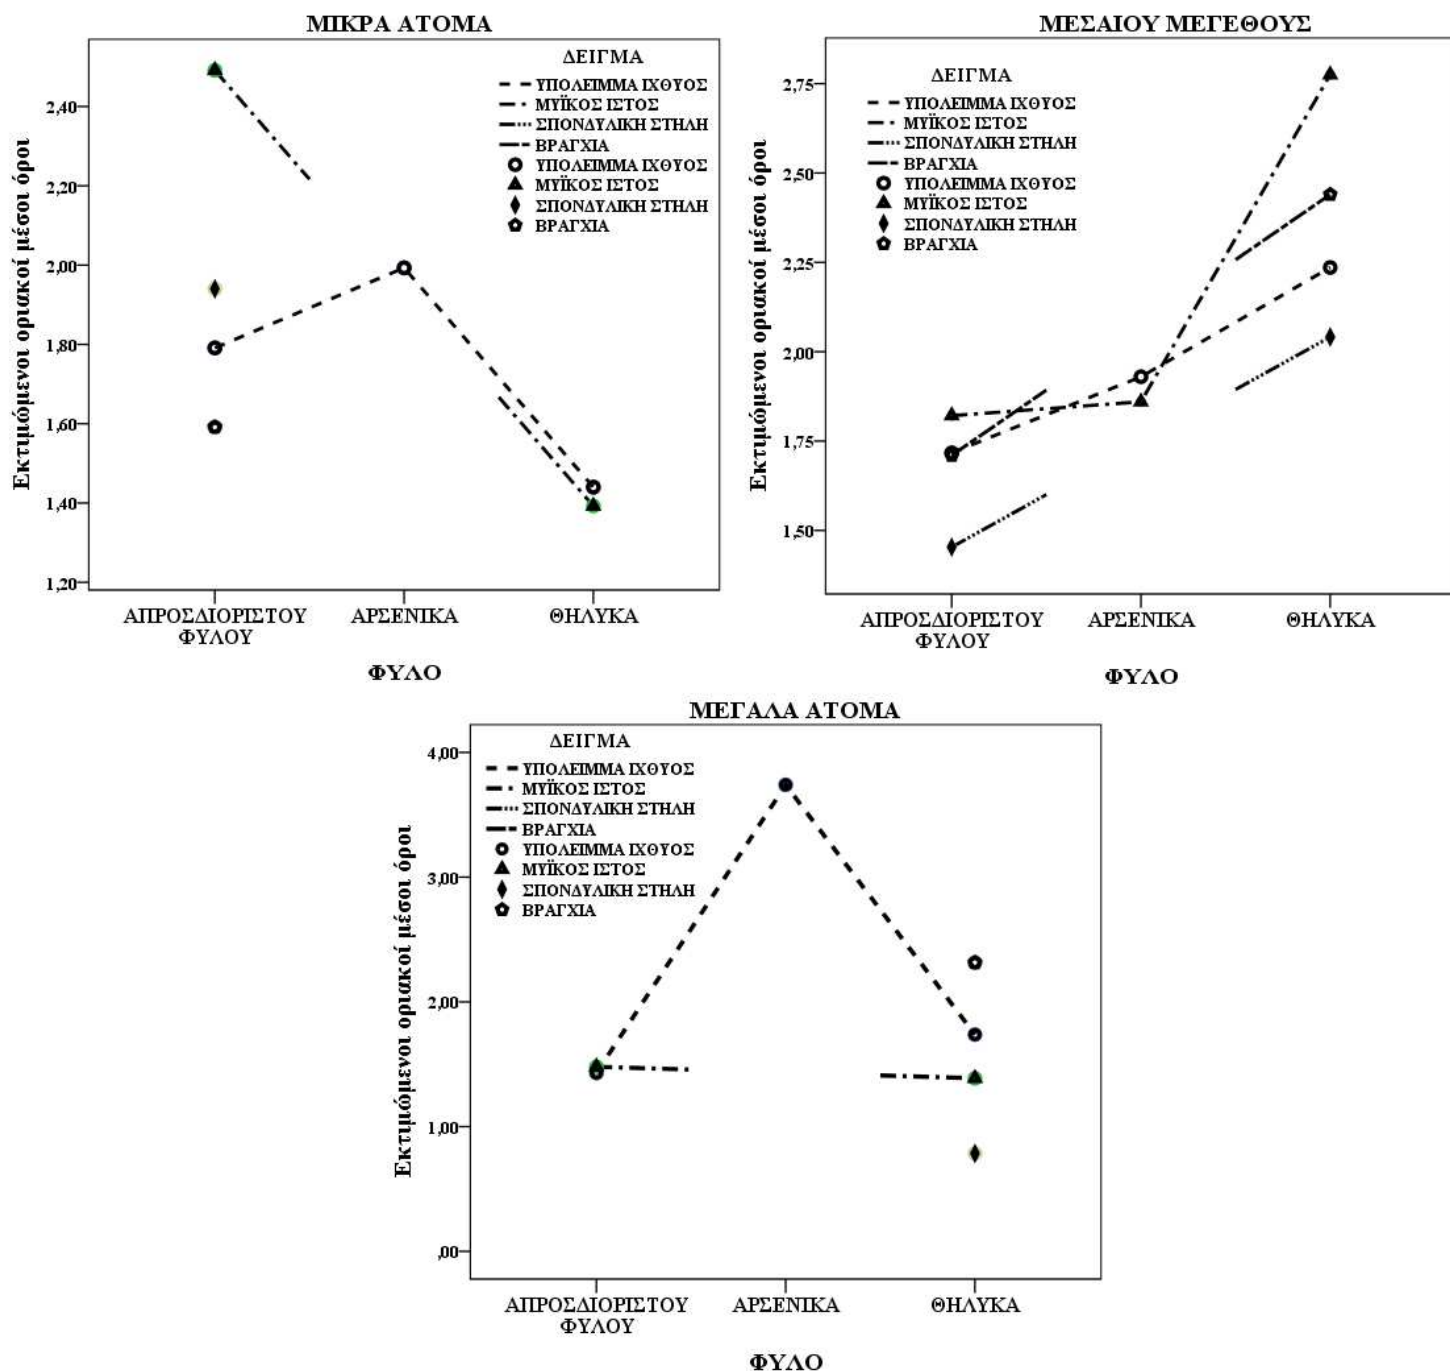 ΜΙΚΡΑ ΑΤΟΜΑ
Εκτιμώμενοι οριακοί μέσοι όροι
2,40
2,20
2,00
1,80
1,60
1,40
1,20
ΔΕΙΓΜΑ
ΥΠΟΛΕΙΜΜΑ ΙΧΘΥΟΣ
ΜΥΪΚΟΣ ΙΣΤΟΣ
ΣΠΟΝΔΥΛΙΚΗ ΣΤΗΛΗ
ΒΡΑΓΧΙΑ
ΥΠΟΛΕΙΜΜΑ ΙΧΘΥΟΣ
ΜΥΪΚΟΣ ΙΣΤΟΣ
ΣΠΟΝΔΥΛΙΚΗ ΣΤΗΛΗ
ΒΡΑΓΧΙΑ
ΑΠΡΟΣΔΙΟΡΙΣΤΟΥ ΑΡΣΕΝΙΚΑ ΘΗΛΥΚΑ
ΦΥΛΟΥ
ΦΥΛΟ
ΜΕΣΑΙΟΥ ΜΕΓΕΘΟΥΣ
Εκτιμώμενοι οριακοί μέσοι όροι
2,75
2,50
2,25
2,00
1,75
1,50
ΔΕΙΓΜΑ
ΥΠΟΛΕΙΜΜΑ ΙΧΘΥΟΣ
ΜΥΪΚΟΣ ΙΣΤΟΣ
ΣΠΟΝΔΥΛΙΚΗ ΣΤΗΛΗ
ΒΡΑΓΧΙΑ
ΥΠΟΛΕΙΜΜΑ ΙΧΘΥΟΣ
ΜΥΪΚΟΣ ΙΣΤΟΣ
ΣΠΟΝΔΥΛΙΚΗ ΣΤΗΛΗ
ΒΡΑΓΧΙΑ
ΑΠΡΟΣΔΙΟΡΙΣΤΟΥ ΑΡΣΕΝΙΚΑ ΘΗΛΥΚΑ
ΦΥΛΟΥ
ΦΥΛΟ
ΜΕΓΑΛΑ ΑΤΟΜΑ
Εκτιμώμενοι οριακοί μέσοι όροι
4,00
3,00
2,00
1,00
,00
ΔΕΙΓΜΑ
ΥΠΟΛΕΙΜΜΑ ΙΧΘΥΟΣ
ΜΥΪΚΟΣ ΙΣΤΟΣ
ΣΠΟΝΔΥΛΙΚΗ ΣΤΗΛΗ
ΒΡΑΓΧΙΑ
ΥΠΟΛΕΙΜΜΑ ΙΧΘΥΟΣ
ΜΥΪΚΟΣ ΙΣΤΟΣ
ΣΠΟΝΔΥΛΙΚΗ ΣΤΗΛΗ
ΒΡΑΓΧΙΑ
ΑΠΡΟΣΔΙΟΡΙΣΤΟΥ ΑΡΣΕΝΙΚΑ ΘΗΛΥΚΑ
ΦΥΛΟΥ
ΦΥΛΟ